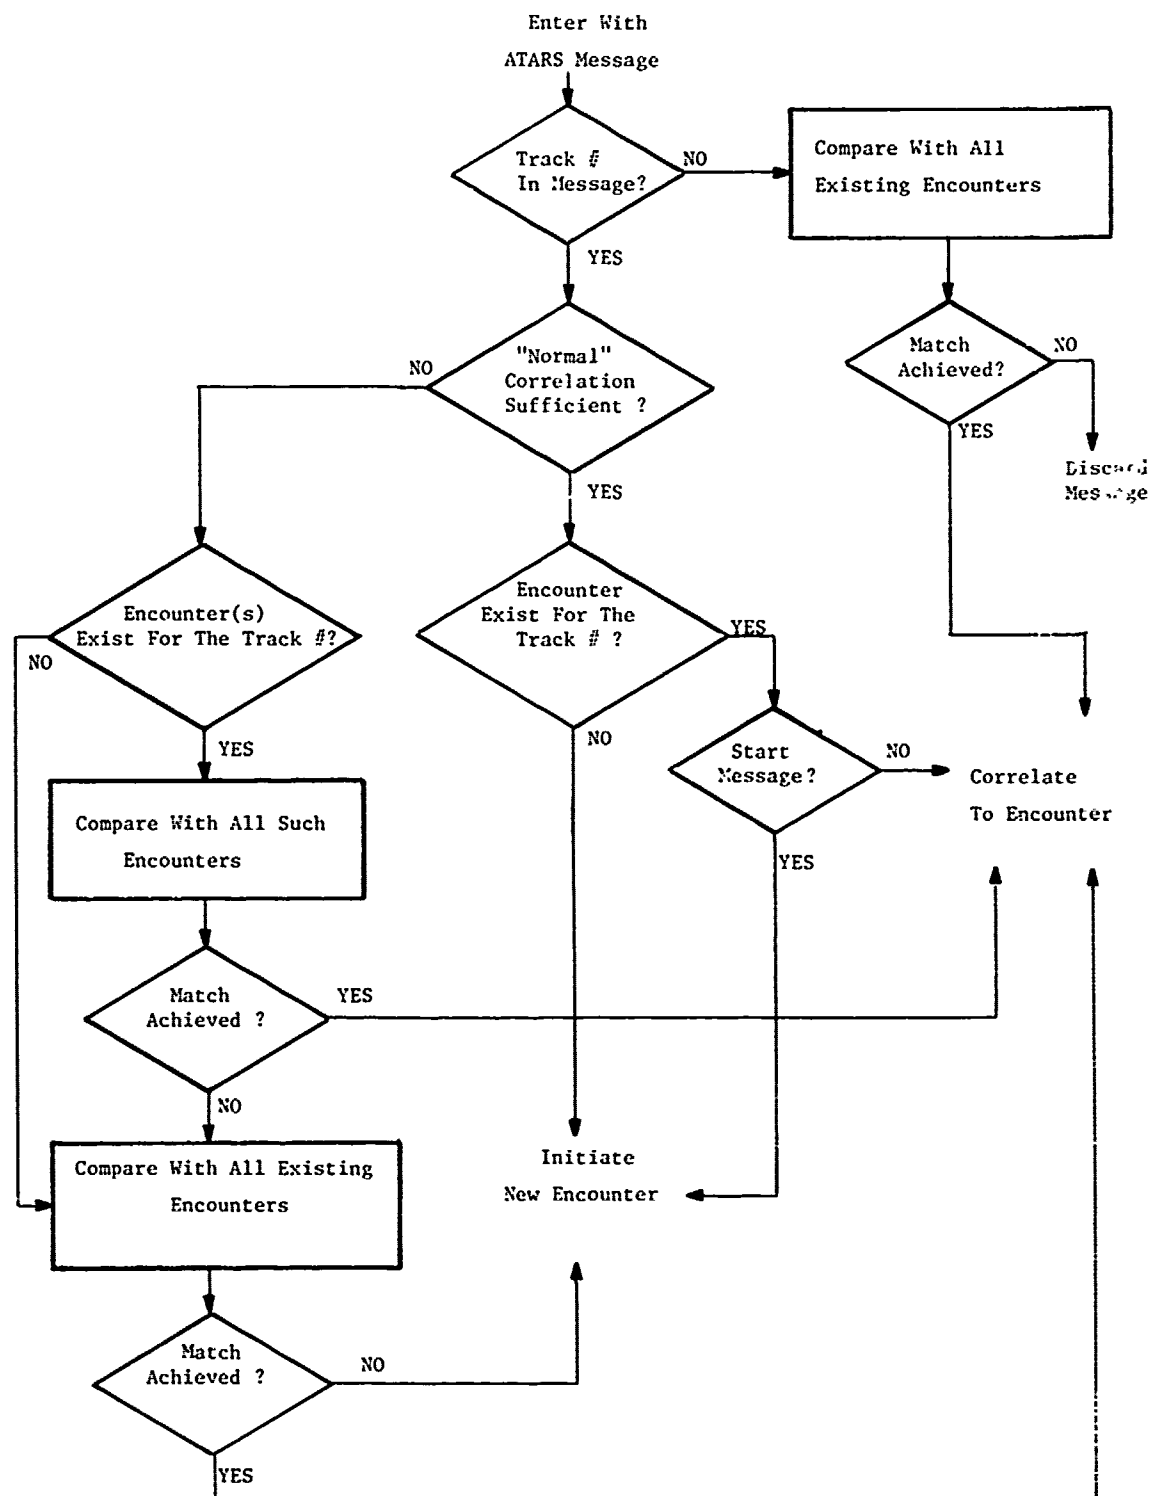 Enter With
ATARS Message
Track #
In Message?
NO
Compare With All
Existing Encounters
YES
"Normal"
Correlation
Sufficient ?
NO
Match
Achieved?
NO
YES
YES
Discard
Message
Encounter(s)
Exist For The Track #?
NO
Encounter
Exist For The
Track # ?
YES
YES
NO
Start
Message?
NO
Correlate
To Encounter
Compare With All Such
Encounters
YES
Match
Achieved ?
YES
NO
Compare With All Existing
Encounters
Initiate
New Encounter
Match
Achieved ?
NO
YES